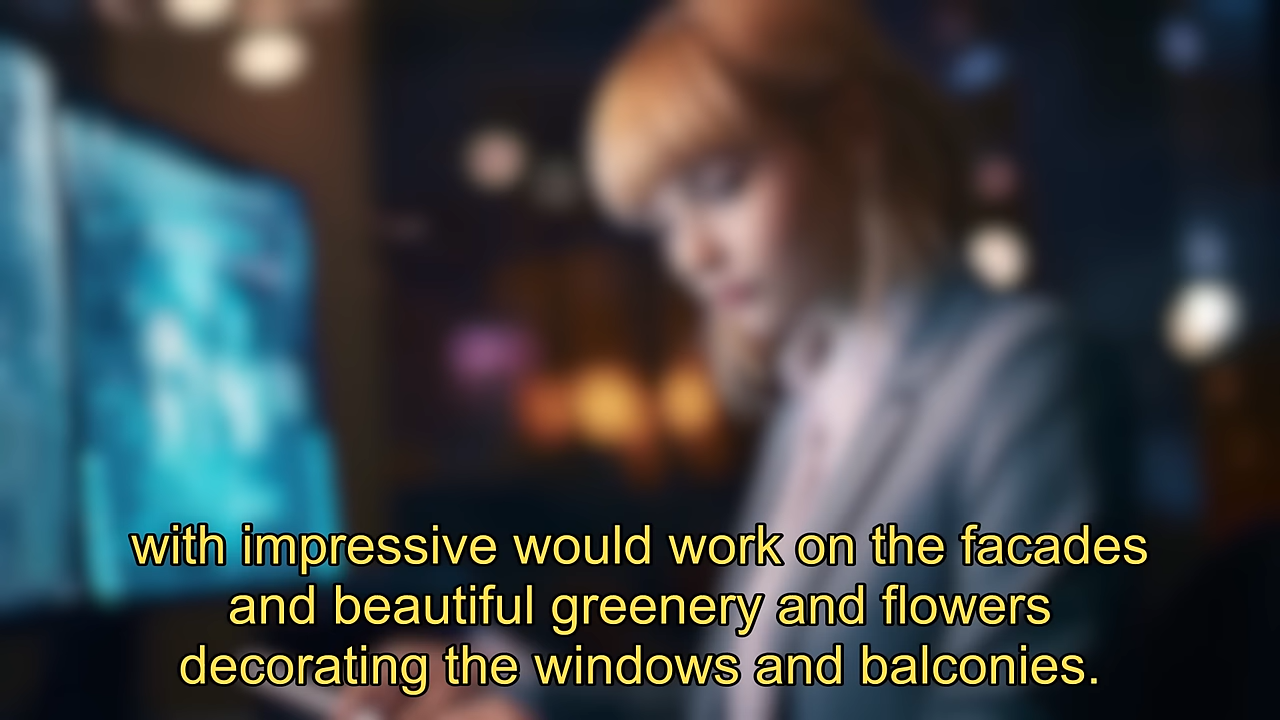 with impressive would work on the facades
and beautiful greenery and flowers
decorating the windows and balconies.